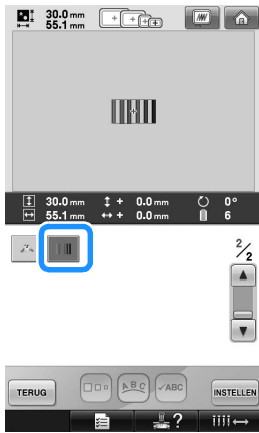 30.0 mm
55.1 mm
30.0 mm + 0.0 mm 0°
55.1 mm + 0.0 mm 6
2/2
TERUG
ABC
✓ABC
INSTELLEN
?